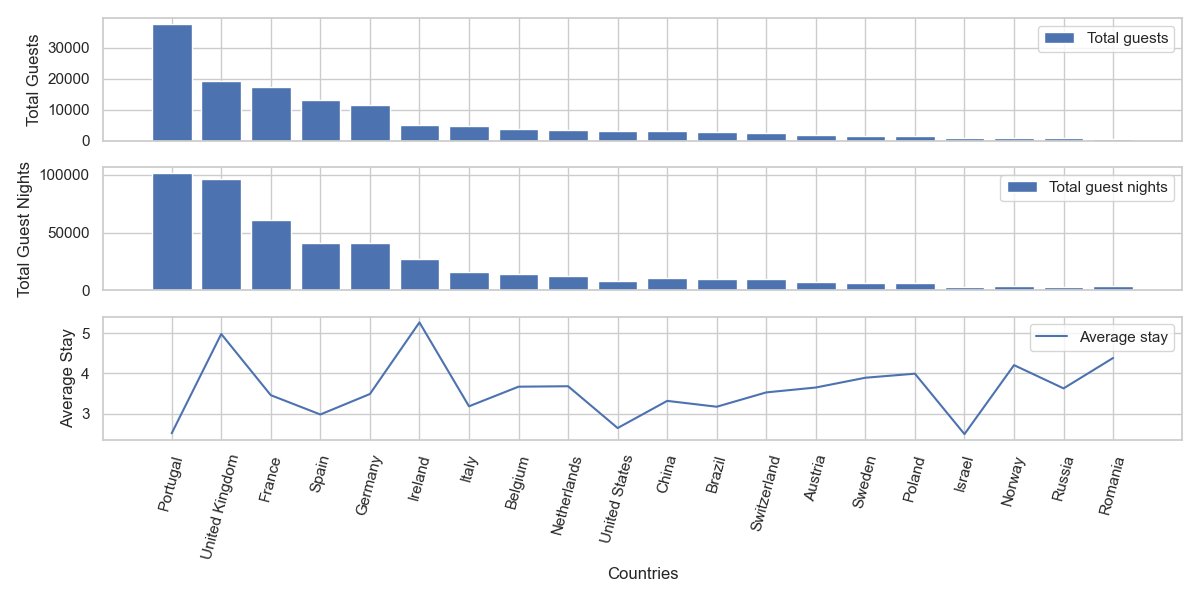 Total Guests
30000
20000
10000
0
Total guests
Total Guest Nights
100000
50000
0
Total guest nights
Average Stay
5
4
3
Average stay
Portugal
United Kingdom
France
Spain
Germany
Ireland
Italy
Belgium
Netherlands
United States
China
Brazil
Switzerland
Austria
Sweden
Poland
Israel
Norway
Russia
Romania
Countries